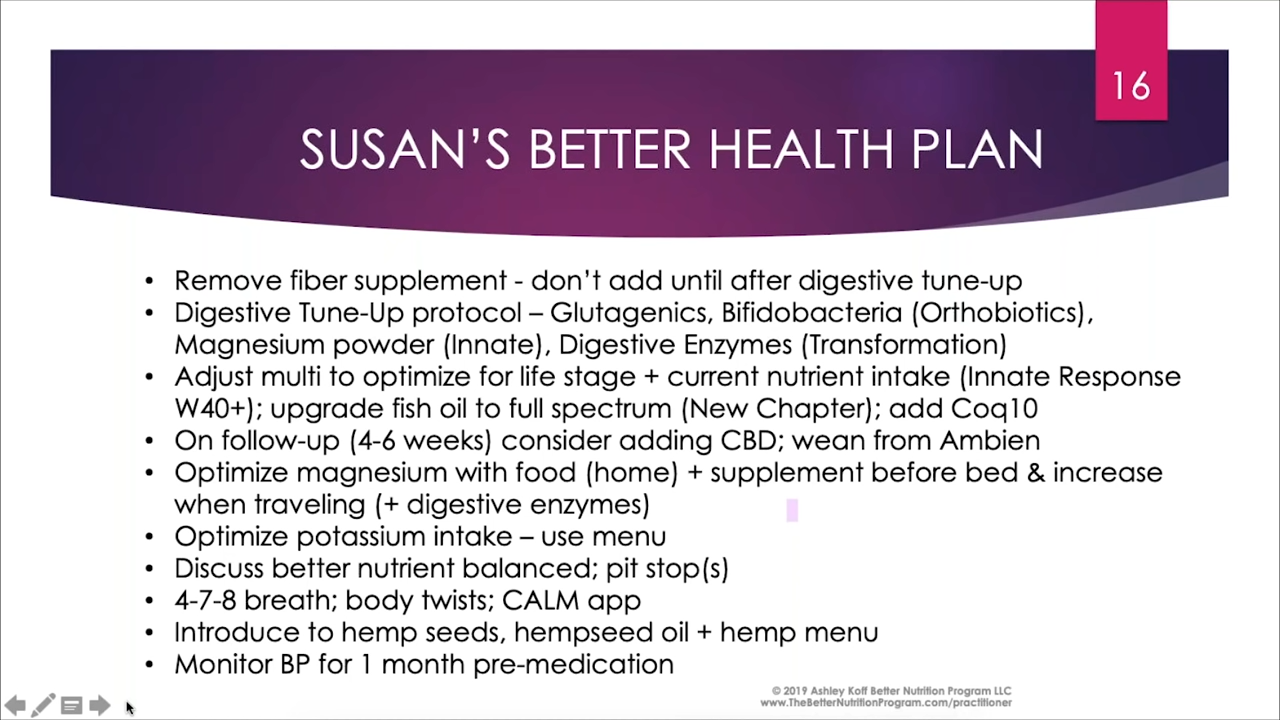 16
SUSAN'S BETTER HEALTH PLAN
• Remove fiber supplement - don't add until after digestive tune-up
• Digestive Tune-Up protocol – Glutagenics, Bifidobacteria (Orthobiotics),
Magnesium powder (Innate), Digestive Enzymes (Transformation)
• Adjust multi to optimize for life stage + current nutrient intake (Innate Response
W40+); upgrade fish oil to full spectrum (New Chapter); add Coq10
• On follow-up (4-6 weeks) consider adding CBD; wean from Ambien
• Optimize magnesium with food (home) + supplement before bed & increase
when traveling (+ digestive enzymes)
• Optimize potassium intake – use menu
• Discuss better nutrient balanced; pit stop(s)
• 4-7-8 breath; body twists; CALM app
• Introduce to hemp seeds, hempseed oil + hemp menu
• Monitor BP for 1 month pre-medication
© 2019 Ashley Koff Better Nutrition Program LLC
www.TheBetterNutritionProgram.com/practitioner